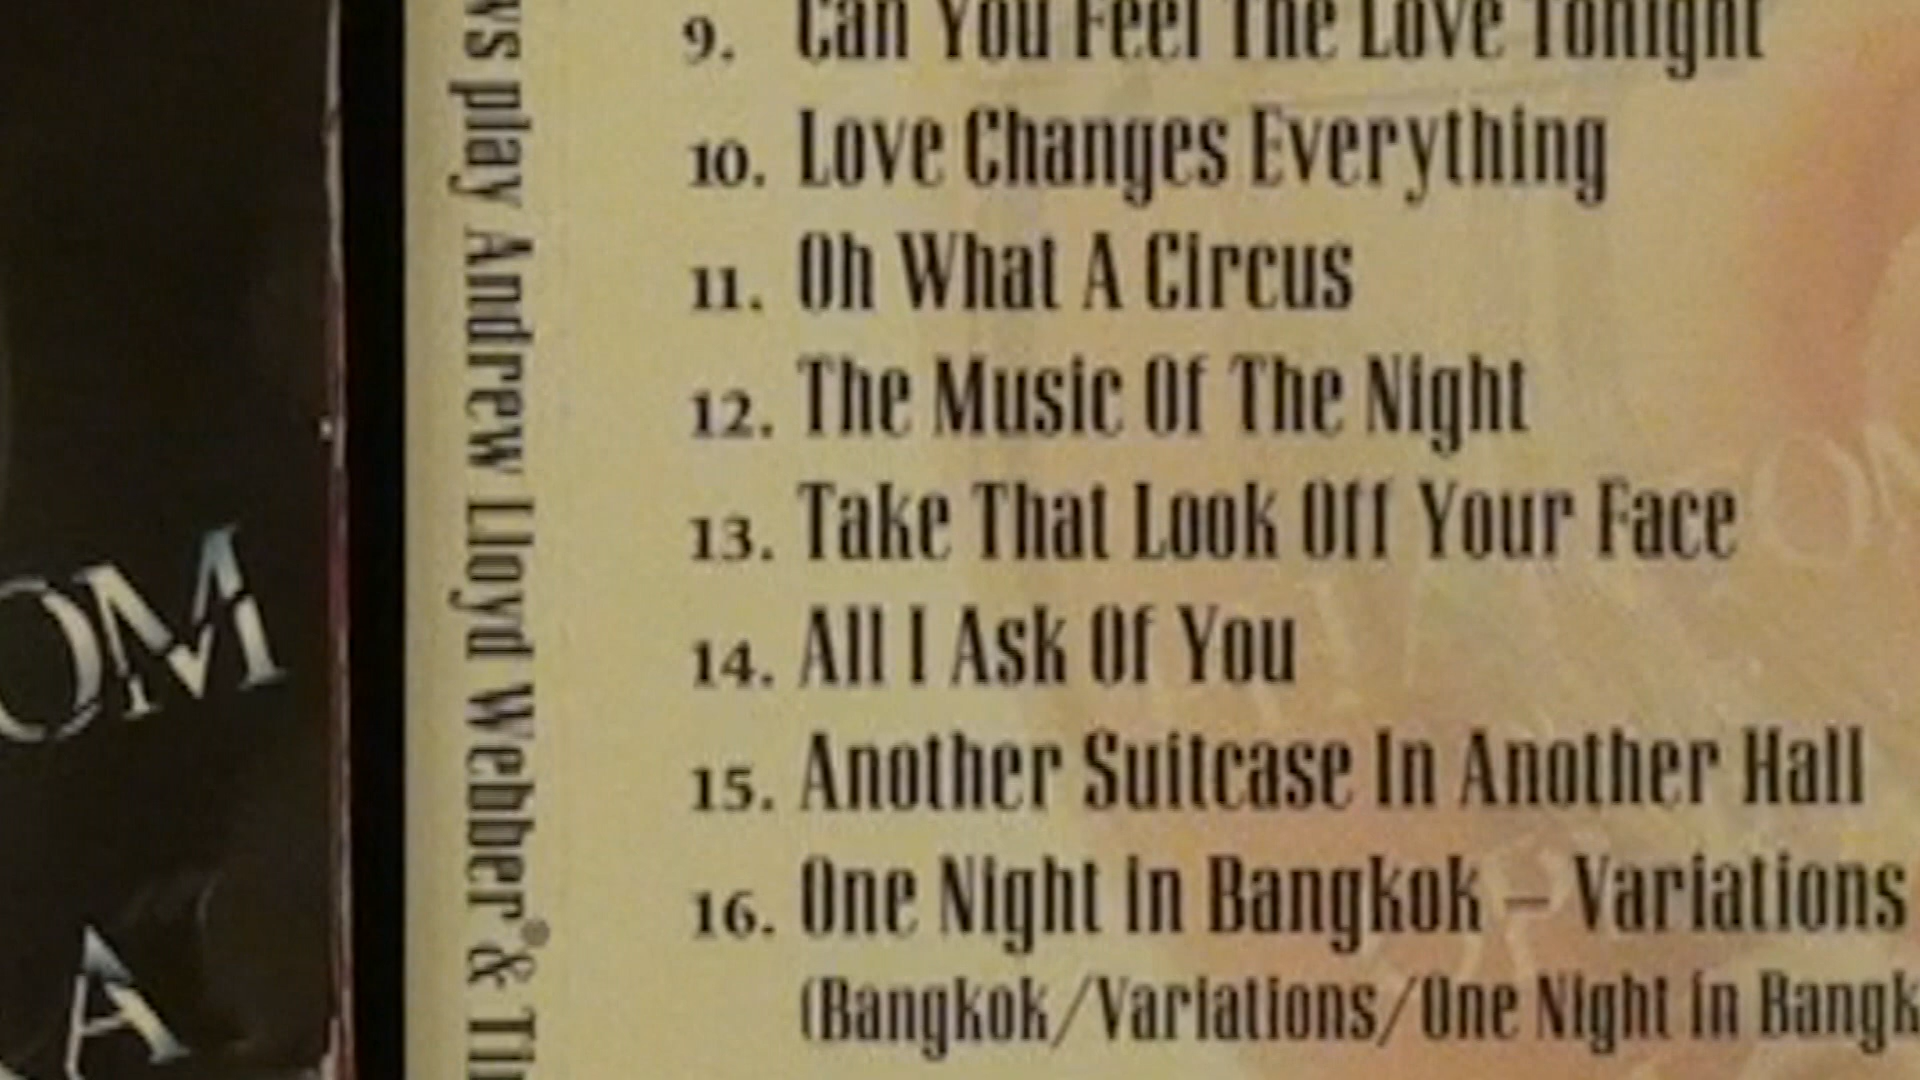 9. Can You Feel The Love Tonight
10. Love Changes Everything
11. Oh What A Circus
12. The Music Of The Night
13. Take That Look Off Your Face
14. All I Ask Of You
15. Another Suitcase In Another Hall
16. One Night in Bangkok – Variations
(Bangkok/Variations/One Night in Bangk
ws play Andrew Lloyd Webber® & Ti
OM
A